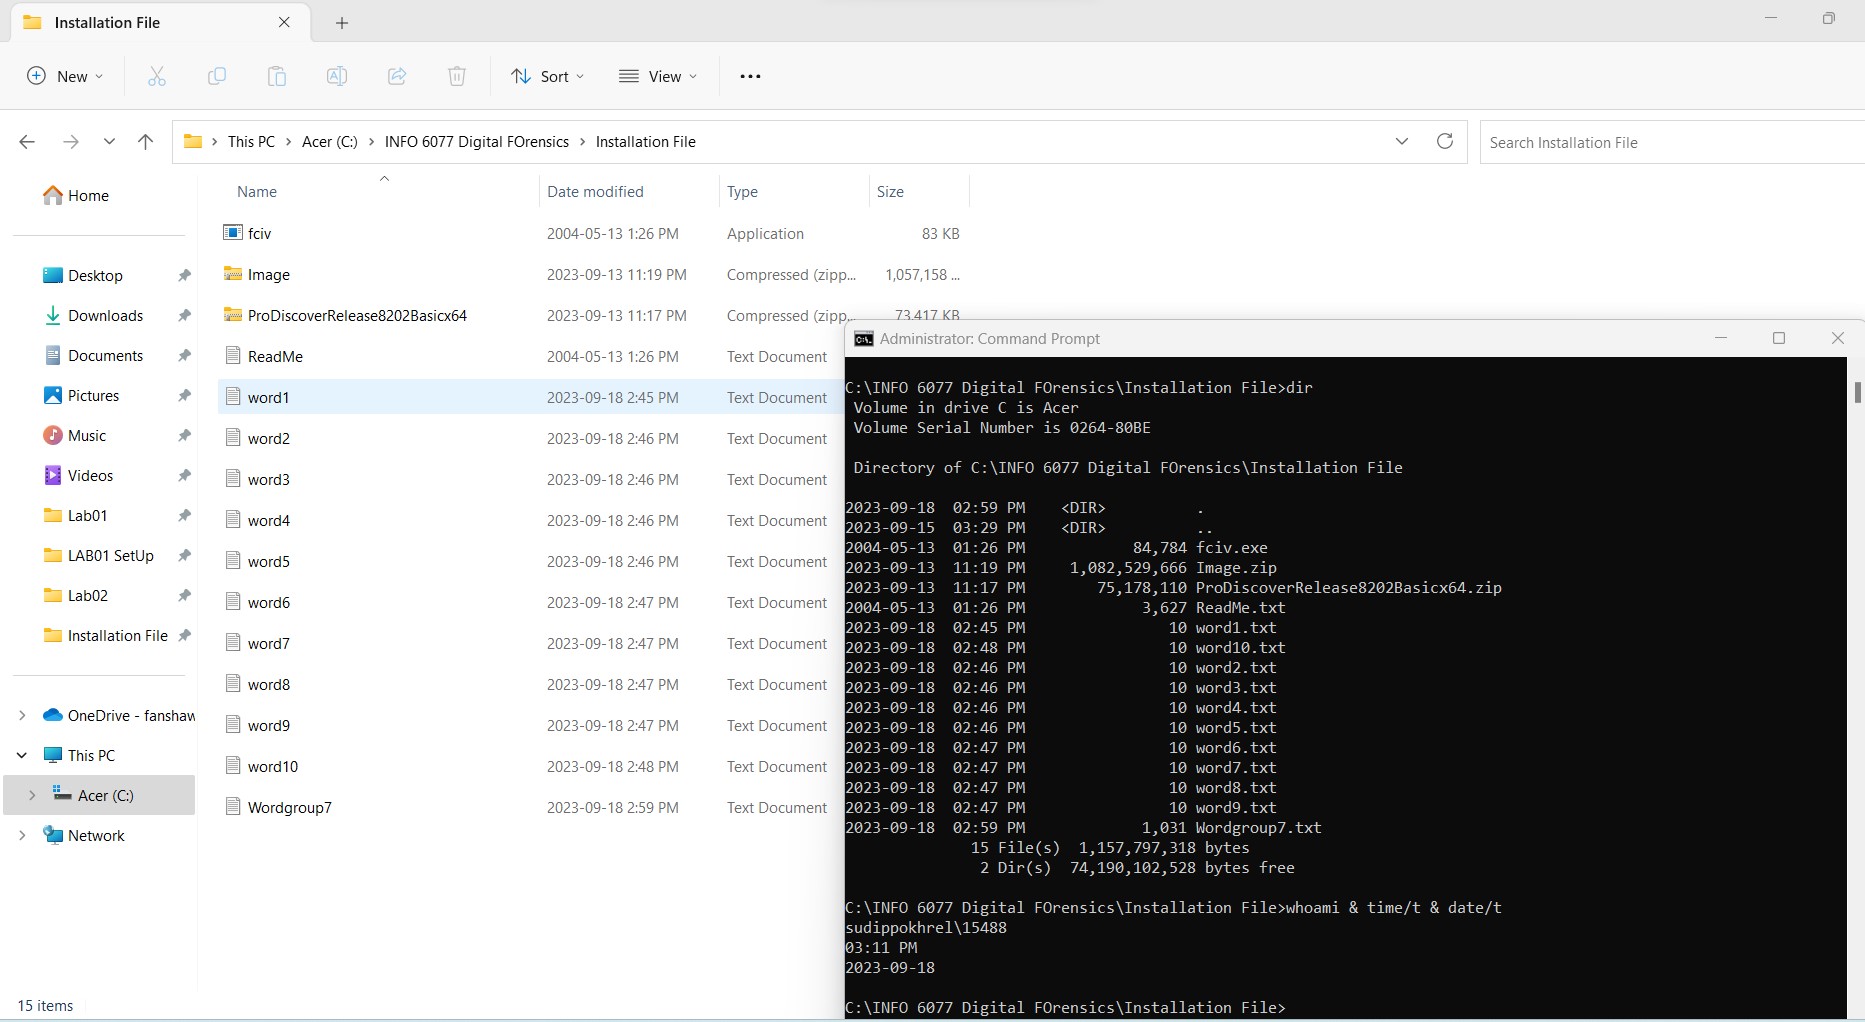 Installation File
New
Sort
View
This PC > Acer (C:) > INFO 6077 Digital FOrensics > Installation File
Search Installation File
Home
Desktop
Downloads
Documents
Pictures
Music
Videos
Lab01
LAB01 SetUp
Lab02
Installation File
OneDrive - fanshaw
This PC
Acer (C:)
Network
Name Date modified Type Size
fciv 2004-05-13 1:26 PM Application 83 KB
Image 2023-09-13 11:19 PM Compressed (zipp... 1,057,158 ...
ProDiscoverRelease8202Basicx64 2023-09-13 11:17 PM Compressed (zipp... 73,417 KB
ReadMe 2004-05-13 1:26 PM Text Document
word1 2023-09-18 2:45 PM Text Document
word2 2023-09-18 2:46 PM Text Document
word3 2023-09-18 2:46 PM Text Document
word4 2023-09-18 2:46 PM Text Document
word5 2023-09-18 2:46 PM Text Document
word6 2023-09-18 2:47 PM Text Document
word7 2023-09-18 2:47 PM Text Document
word8 2023-09-18 2:47 PM Text Document
word9 2023-09-18 2:47 PM Text Document
word10 2023-09-18 2:48 PM Text Document
Wordgroup7 2023-09-18 2:59 PM Text Document
15 items
Administrator: Command Prompt
C:\INFO 6077 Digital FOrensics\Installation File>dir
Volume in drive C is Acer
Volume Serial Number is 0264-80BE
Directory of C:\INFO 6077 Digital FOrensics\Installation File
2023-09-18 02:59 PM <DIR> .
2023-09-15 03:29 PM <DIR> ..
2004-05-13 01:26 PM 84,784 fciv.exe
2023-09-13 11:19 PM 1,082,529,666 Image.zip
2023-09-13 11:17 PM 75,178,110 ProDiscoverRelease8202Basicx64.zip
2004-05-13 01:26 PM 3,627 ReadMe.txt
2023-09-18 02:45 PM 10 word1.txt
2023-09-18 02:48 PM 10 word10.txt
2023-09-18 02:46 PM 10 word2.txt
2023-09-18 02:46 PM 10 word3.txt
2023-09-18 02:46 PM 10 word4.txt
2023-09-18 02:46 PM 10 word5.txt
2023-09-18 02:47 PM 10 word6.txt
2023-09-18 02:47 PM 10 word7.txt
2023-09-18 02:47 PM 10 word8.txt
2023-09-18 02:47 PM 10 word9.txt
2023-09-18 02:59 PM 1,031 Wordgroup7.txt
15 File(s) 1,157,797,318 bytes
2 Dir(s) 74,190,102,528 bytes free
C:\INFO 6077 Digital FOrensics\Installation File>whoami & time/t & date/t
sudippokhrel\15488
03:11 PM
2023-09-18
C:\INFO 6077 Digital FOrensics\Installation File>